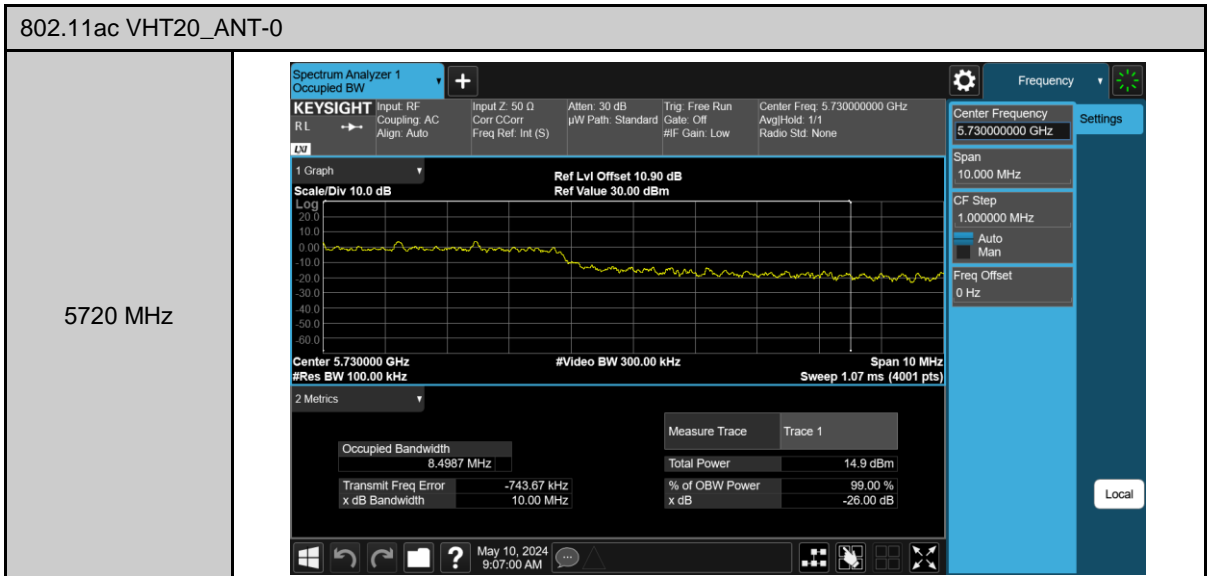 802.11ac VHT20_ANT-0
5720 MHz
Spectrum Analyzer 1
Occupied BW
+
Frequency
KEYSIGHT
RL
LXI
Input: RF
Coupling: AC
Align: Auto
Input Z: 50 Ω
Corr CCorr
Freq Ref: Int (S)
Atten: 30 dB
µW Path: Standard
Trig: Free Run
Gate: Off
#IF Gain: Low
Center Freq: 5.730000000 GHz
Avg|Hold: 1/1
Radio Std: None
Center Frequency
5.730000000 GHz
Settings
Span
10.000 MHz
CF Step
1.000000 MHz
Auto
Man
Freq Offset
0 Hz
Local
1 Graph
Scale/Div 10.0 dB
Ref Lvl Offset 10.90 dB
Ref Value 30.00 dBm
Log
20.0
10.0
0.00
-10.0
-20.0
-30.0
-40.0
-50.0
-60.0
Center 5.730000 GHz
#Res BW 100.00 kHz
#Video BW 300.00 kHz
Span 10 MHz
Sweep 1.07 ms (4001 pts)
2 Metrics
Measure Trace Trace 1
Occupied Bandwidth
8.4987 MHz
Total Power 14.9 dBm
Transmit Freq Error -743.67 kHz
% of OBW Power 99.00 %
x dB Bandwidth 10.00 MHz
x dB -26.00 dB
?
May 10, 2024
9:07:00 AM